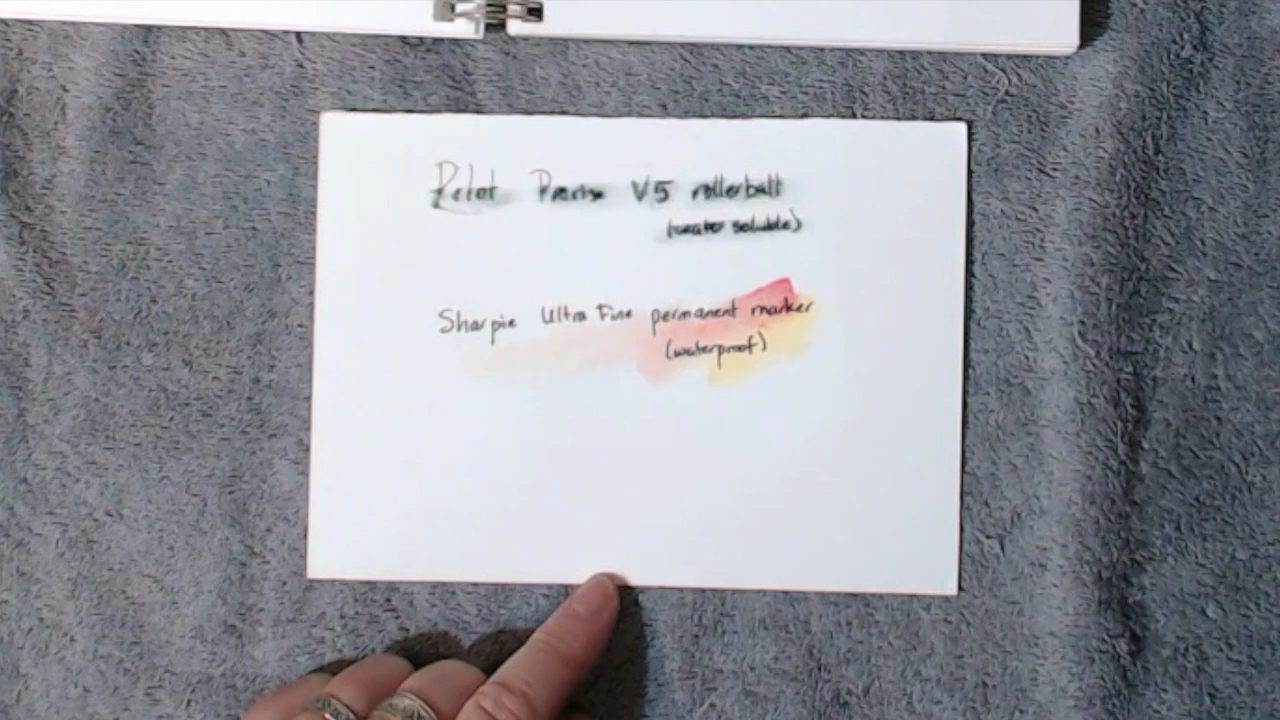 Pilot Precise V5 rollerball
(water soluble)
Sharpie Ultra Fine permanent marker
(waterproof)